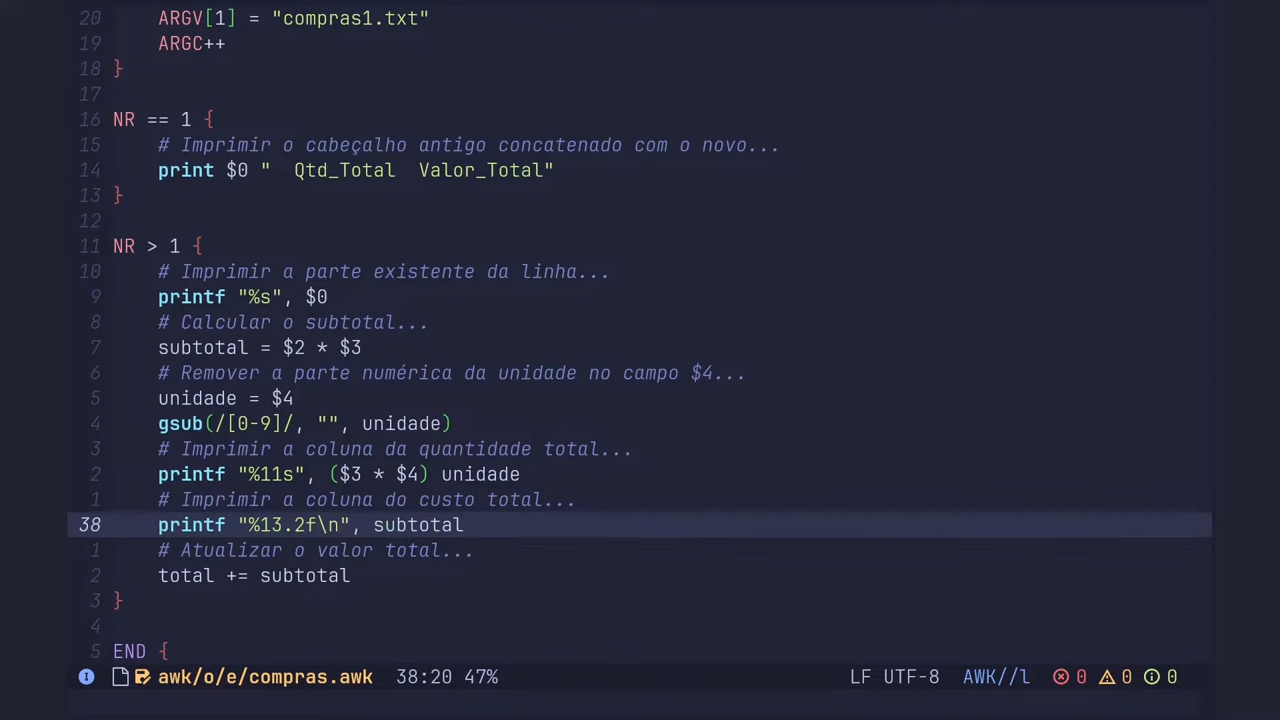 20 ARGV[1] = "compras1.txt"
19 ARGC++
18 }
17
16 NR == 1 {
15 # Imprimir o cabeçalho antigo concatenado com o novo...
14 print $0 "  Qtd_Total  Valor_Total"
13 }
12
11 NR > 1 {
10 # Imprimir a parte existente da linha...
9 printf "%s", $0
8 # Calcular o subtotal...
7 subtotal = $2 * $3
6 # Remover a parte numérica da unidade no campo $4...
5 unidade = $4
4 gsub(/[0-9]/, "", unidade)
3 # Imprimir a coluna da quantidade total...
2 printf "%11s", ($3 * $4) unidade
1 # Imprimir a coluna do custo total...
38 printf "%13.2f\n", subtotal
1 # Atualizar o valor total...
2 total += subtotal
3 }
4
5 END {
I awk/o/e/compras.awk 38:20 47% LF UTF-8 AWK//l 0 0 0